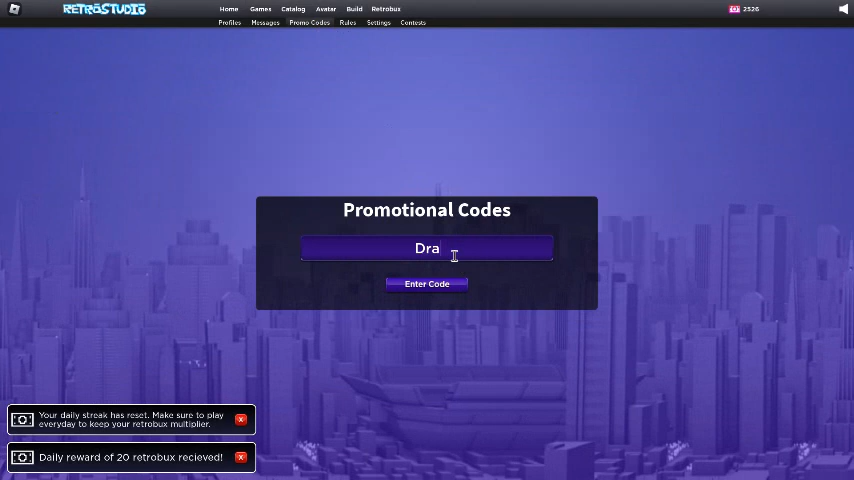 RETROSTUDIO
Home Games Catalog Avatar Build Retrobux
2526
Profiles Messages Promo Codes Rules Settings Contests
Promotional Codes
Dra
Enter Code
Your daily streak has reset. Make sure to play
everyday to keep your retrobux multiplier.
X
Daily reward of 20 retrobux recieved!
X